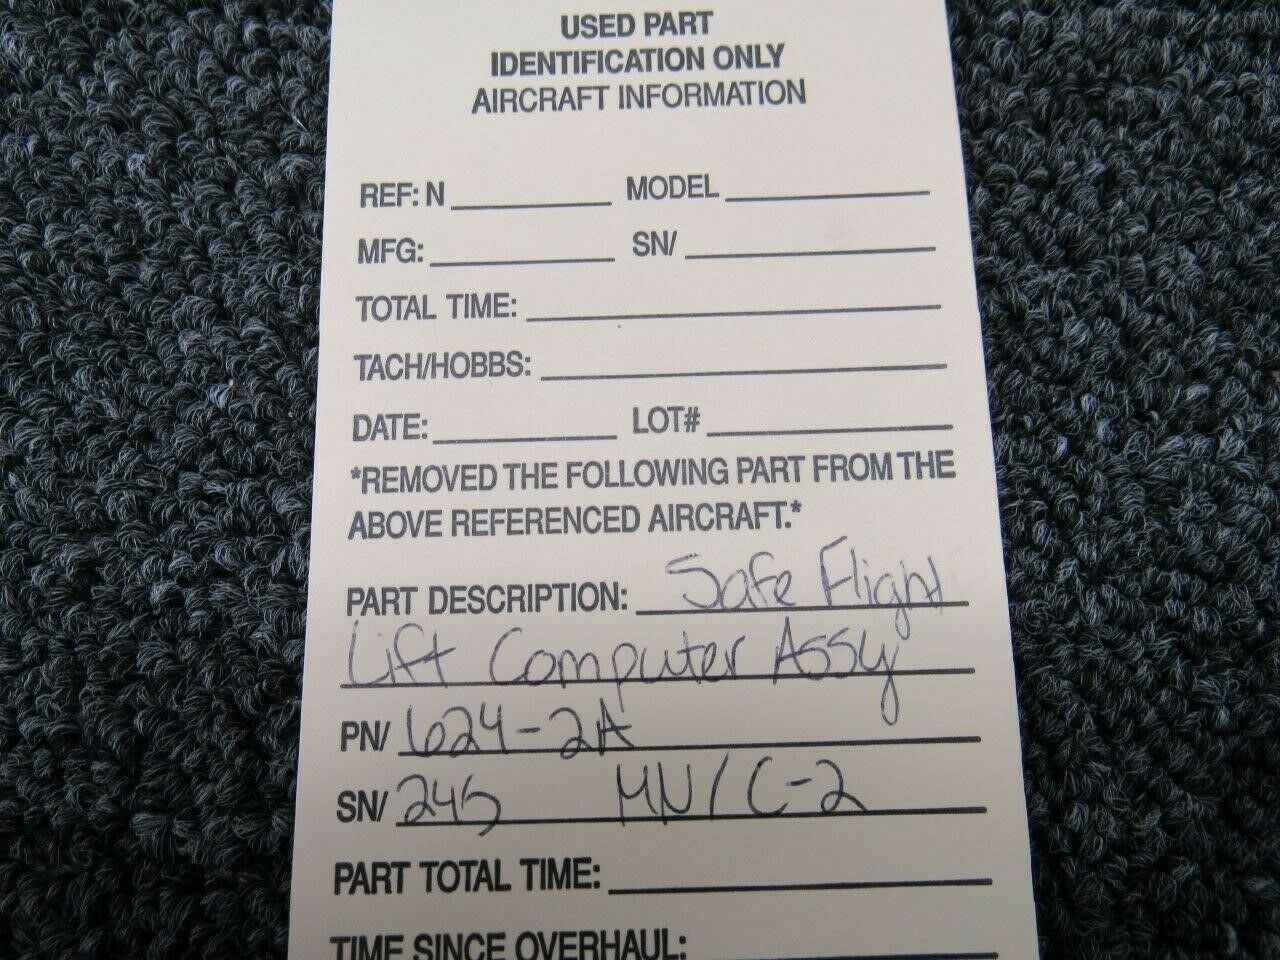 USED PART
IDENTIFICATION ONLY
AIRCRAFT INFORMATION
REF: N MODEL
MFG: SN/
TOTAL TIME:
TACH/HOBBS:
DATE: LOT#
*REMOVED THE FOLLOWING PART FROM THE
ABOVE REFERENCED AIRCRAFT.*
PART DESCRIPTION: Safe Flight
Lift Computer Assy
PN/ 624-2A
SN/ 245 MN/C-2
PART TOTAL TIME:
TIME SINCE OVERHAUL: